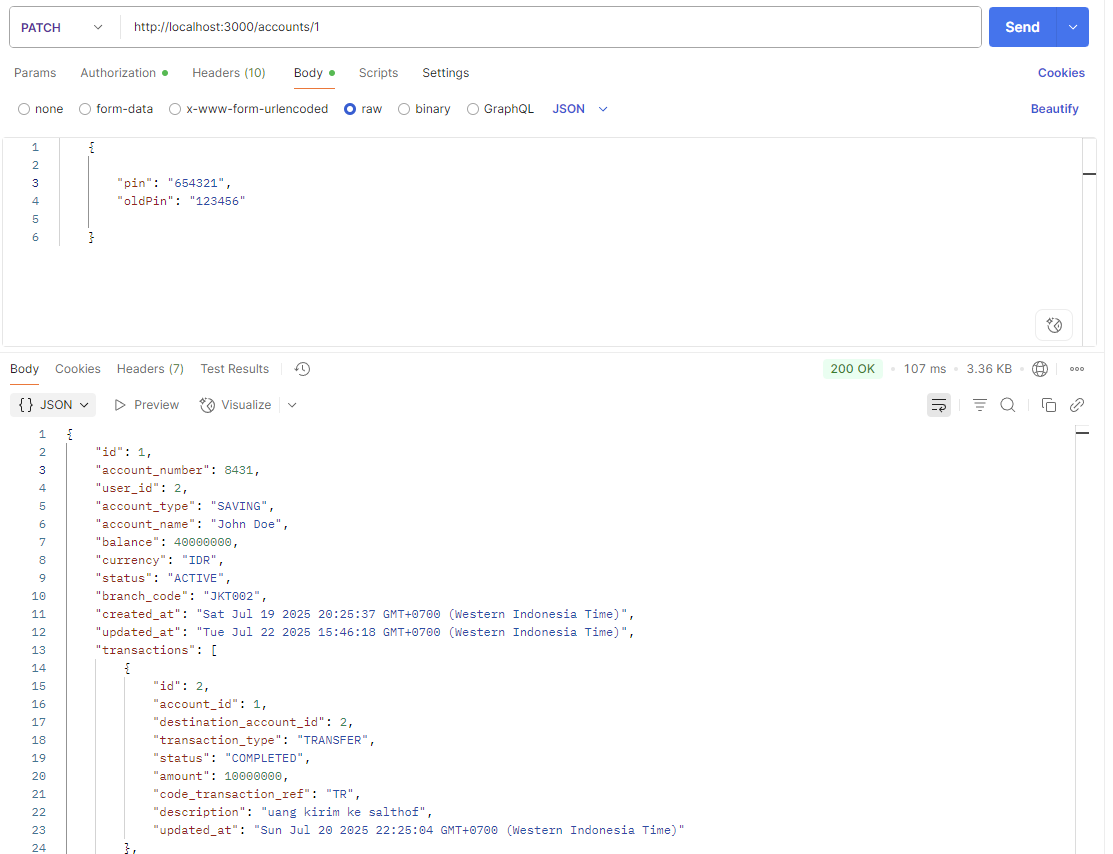 PATCH http://localhost:3000/accounts/1 Send
Params Authorization Headers (10) Body Scripts Settings Cookies
none form-data x-www-form-urlencoded raw binary GraphQL JSON Beautify
1 {
2
3 "pin": "654321",
4 "oldPin": "123456"
5
6 }
Body Cookies Headers (7) Test Results 200 OK 107 ms 3.36 KB
{} JSON Preview Visualize
1 {
2 "id": 1,
3 "account_number": 8431,
4 "user_id": 2,
5 "account_type": "SAVING",
6 "account_name": "John Doe",
7 "balance": 40000000,
8 "currency": "IDR",
9 "status": "ACTIVE",
10 "branch_code": "JKT002",
11 "created_at": "Sat Jul 19 2025 20:25:37 GMT+0700 (Western Indonesia Time)",
12 "updated_at": "Tue Jul 22 2025 15:46:18 GMT+0700 (Western Indonesia Time)",
13 "transactions": [
14 {
15 "id": 2,
16 "account_id": 1,
17 "destination_account_id": 2,
18 "transaction_type": "TRANSFER",
19 "status": "COMPLETED",
20 "amount": 10000000,
21 "code_transaction_ref": "TR",
22 "description": "uang kirim ke salthof",
23 "updated_at": "Sun Jul 20 2025 22:25:04 GMT+0700 (Western Indonesia Time)"
24 },